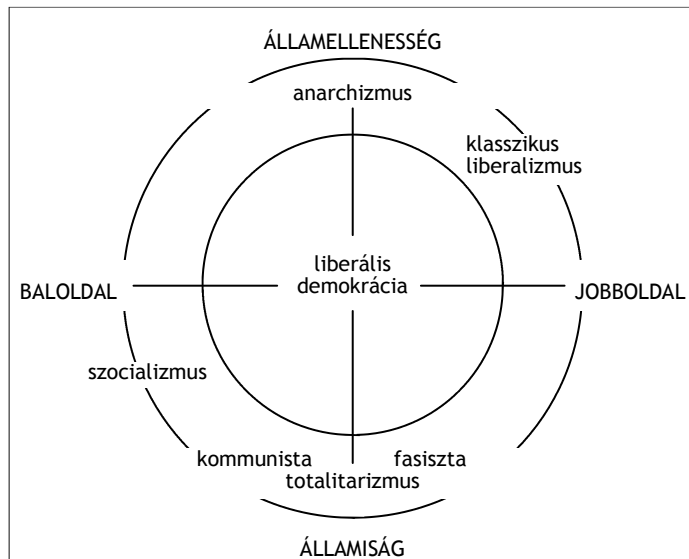 ÁLLAMELLENESSÉG
anarchizmus
klasszikus
liberalizmus
liberális
demokrácia
BALOLDAL
JOBBOLDAL
szocializmus
kommunista
fasiszta
totalitarizmus
ÁLLAMISÁG